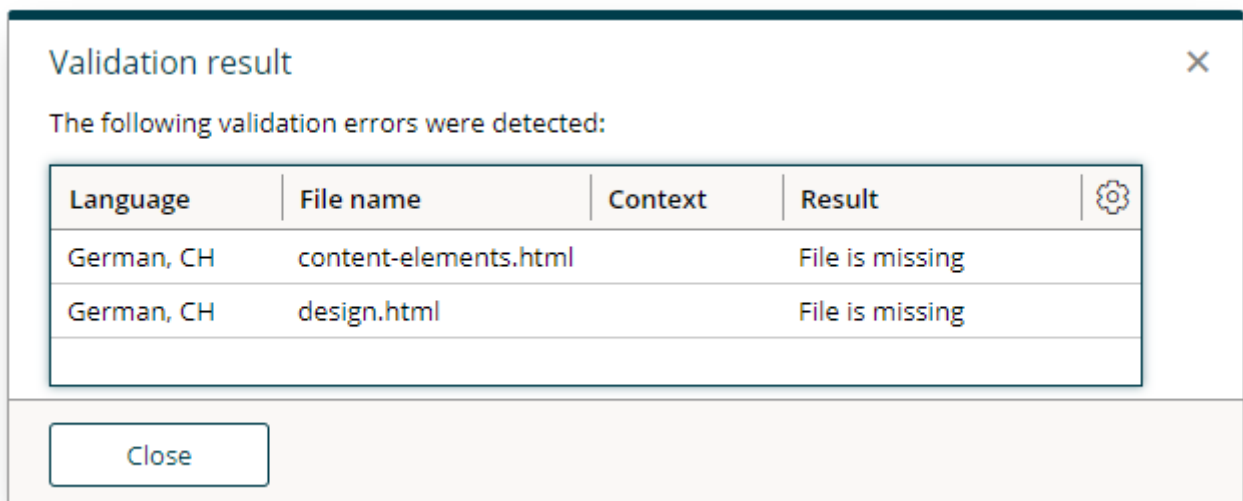 Validation result
The following validation errors were detected:
Language File name Context Result
German, CH content-elements.html File is missing
German, CH design.html File is missing
Close